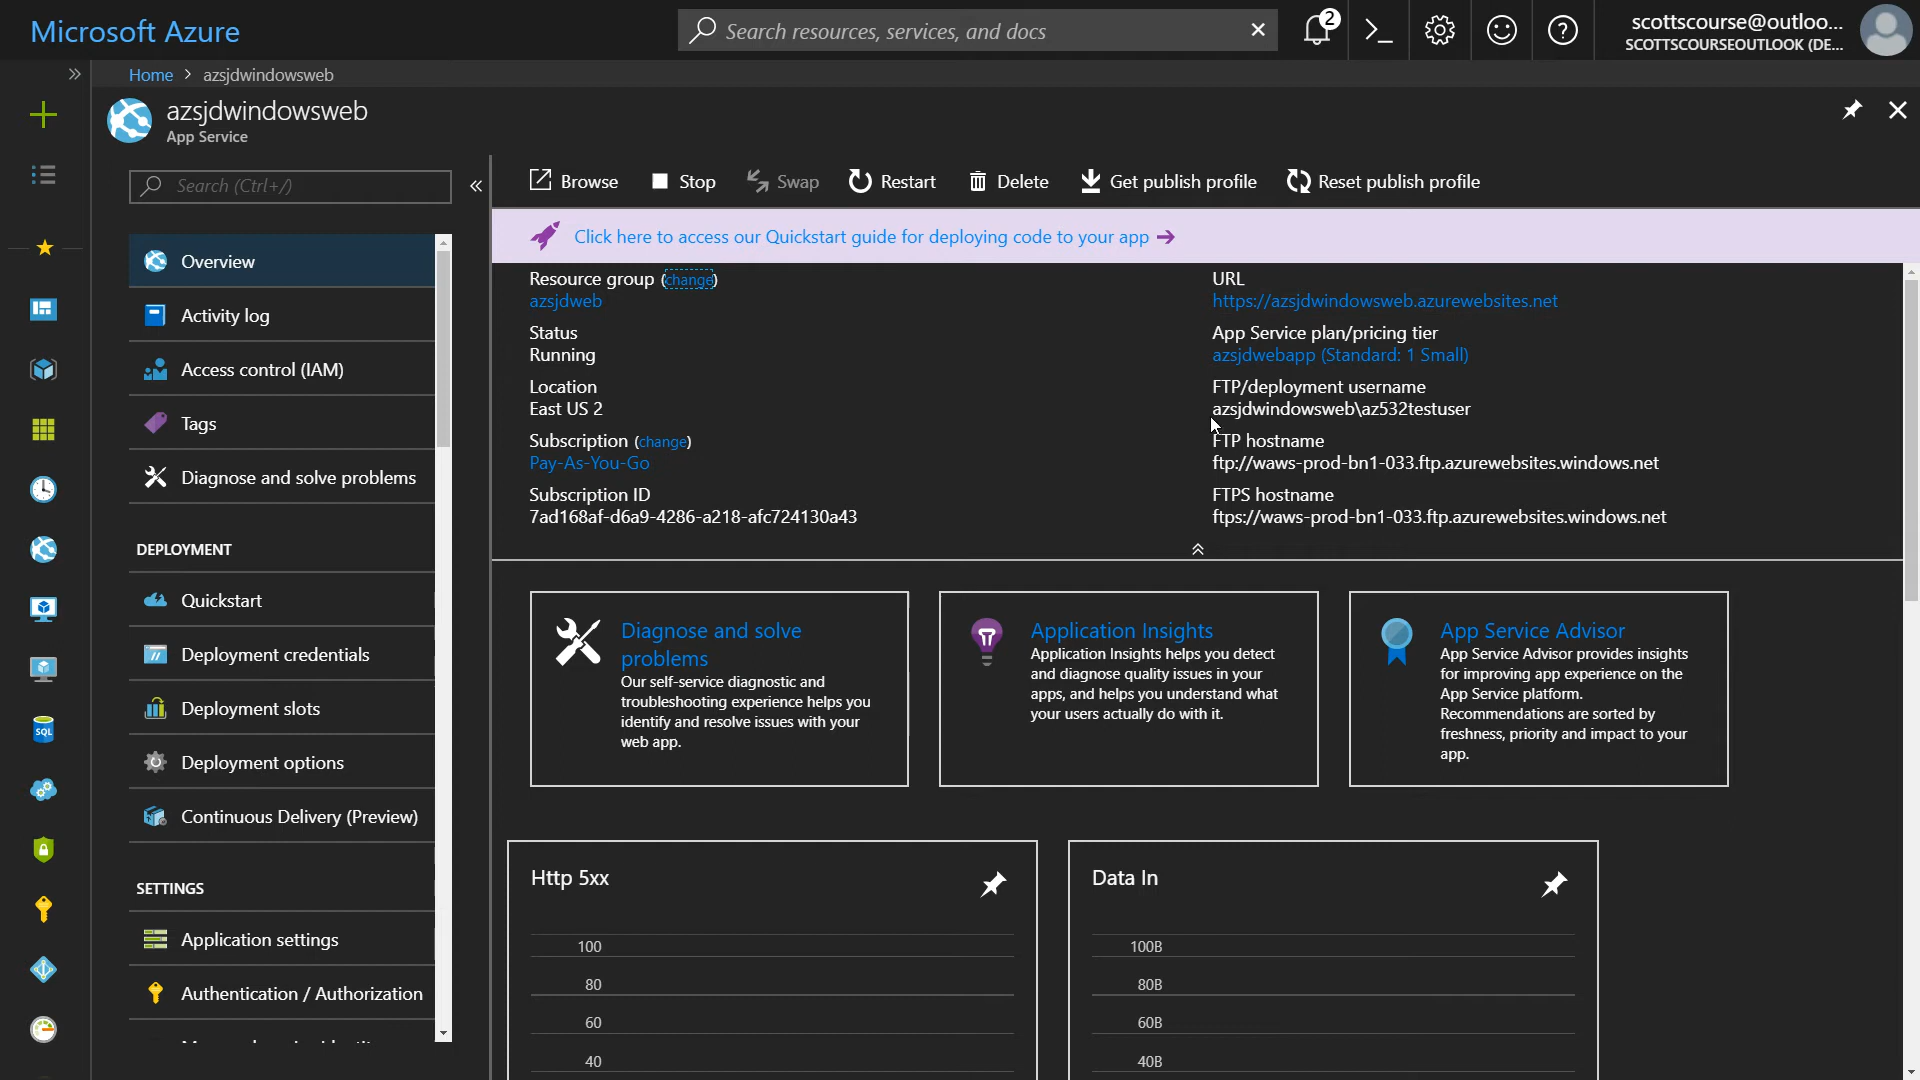 Microsoft Azure
Search resources, services, and docs
2
scottscourse@outloo...
SCOTTSCOURSEOUTLOOK (DE...
Home > azsjdwindowsweb
azsjdwindowsweb
App Service
Search (Ctrl+/)
Overview
Activity log
Access control (IAM)
Tags
Diagnose and solve problems
DEPLOYMENT
Quickstart
Deployment credentials
Deployment slots
Deployment options
Continuous Delivery (Preview)
SETTINGS
Application settings
Authentication / Authorization
SQL
Browse
Stop
Swap
Restart
Delete
Get publish profile
Reset publish profile
Click here to access our Quickstart guide for deploying code to your app →
Resource group (change)
azsjdweb
Status
Running
Location
East US 2
Subscription (change)
Pay-As-You-Go
Subscription ID
7ad168af-d6a9-4286-a218-afc724130a43
URL
https://azsjdwindowsweb.azurewebsites.net
App Service plan/pricing tier
azsjdwebapp (Standard: 1 Small)
FTP/deployment username
azsjdwindowsweb\az532testuser
FTP hostname
ftp://waws-prod-bn1-033.ftp.azurewebsites.windows.net
FTPS hostname
ftps://waws-prod-bn1-033.ftp.azurewebsites.windows.net
Diagnose and solve
problems
Our self-service diagnostic and
troubleshooting experience helps you
identify and resolve issues with your
web app.
Application Insights
Application Insights helps you detect
and diagnose quality issues in your
apps, and helps you understand what
your users actually do with it.
App Service Advisor
App Service Advisor provides insights
for improving app experience on the
App Service platform.
Recommendations are sorted by
freshness, priority and impact to your
app.
Http 5xx
100
80
60
40
Data In
100B
80B
60B
40B